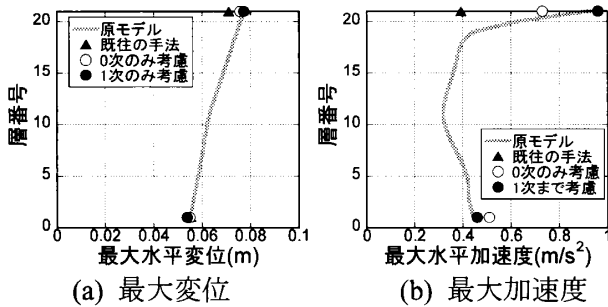 層番号
20
15
10
5
0
原モデル
既往の手法
0次のみ考慮
1次のみ考慮
0 0.02 0.04 0.06 0.08 0.1
最大水平変位(m)
(a) 最大変位
層番号
20
15
10
5
0
原モデル
既往の手法
0次のみ考慮
1次まで考慮
0 0.2 0.4 0.6 0.8 1
最大水平加速度(m/s²)
(b) 最大加速度